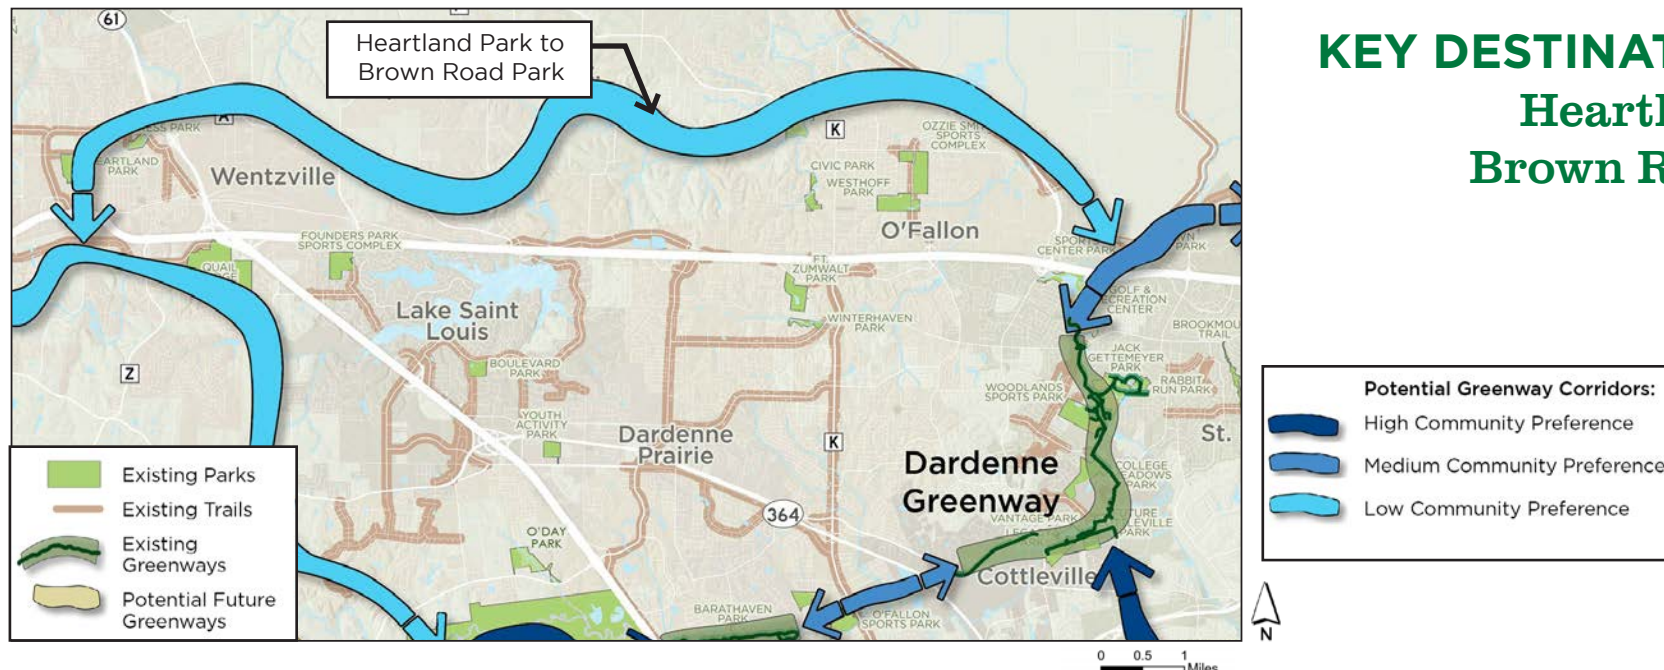 61
Heartland Park to
Brown Road Park
KEY DESTINAT
Heartl
Brown R
PARK
HEARTLAND
PARK
Wentzville
K
OZZIE SMI
SPORTS
COMPLEX
CIVIC PARK
WESTHOFF
PARK
O'Fallon
FOUNDERS PARK
SPORTS COMPLEX
SPORTS
CENTER PARK
PARK
QUAIL
FT.
ZUMWALT
PARK
GOLF &
RECREATION
CENTER
Lake Saint
Louis
WINTERHAVEN
PARK
BROOKMOU
TRAIL
Z
BOULEVARD
PARK
JACK
GETTEMEYER
PARK
WOODLANDS
SPORTS PARK
RABBIT
RUN PARK
YOUTH
ACTIVITY
PARK
Dardenne
Prairie
K
St.
Dardenne
Greenway
COLLEGE
MEADOWS
PARK
364
VANTAGE PARK
PARK
O'DAY
PARK
Cottleville
BARATHAVEN
PARK
O'FALLON
SPORTS PARK
Existing Parks
Existing Trails
Existing
Greenways
Potential Future
Greenways
Potential Greenway Corridors:
High Community Preference
Medium Community Preference
Low Community Preference
N
0 0.5 1
Miles